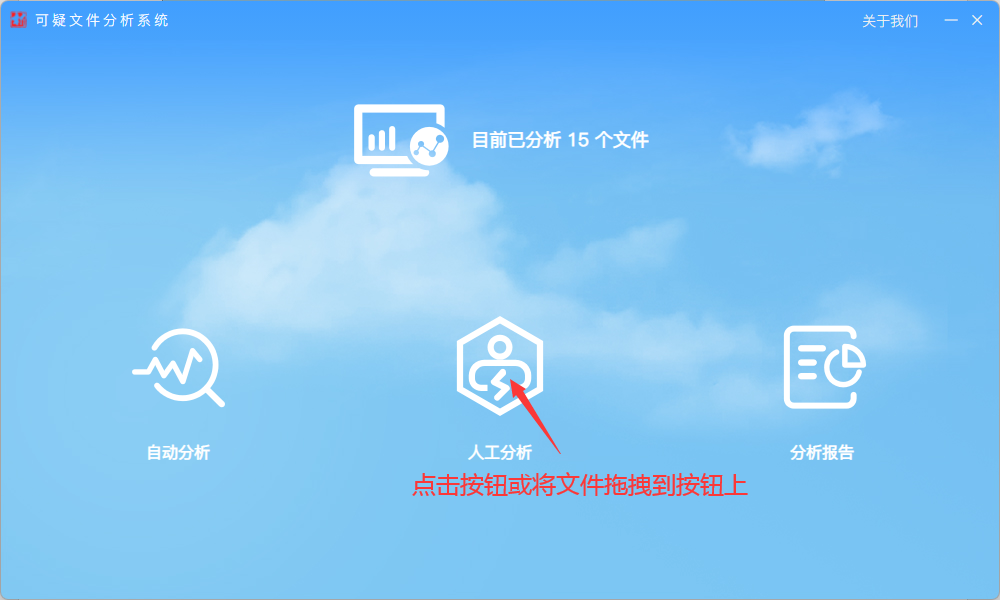 可疑文件分析系统
关于我们
目前已分析 15 个文件
自动分析
人工分析
分析报告
点击按钮或将文件拖拽到按钮上